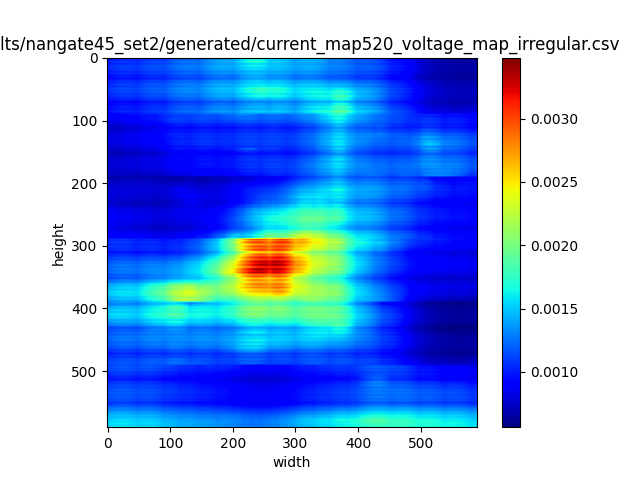 lts/nangate45_set2/generated/current_map520_voltage_map_irregular.csv
0
100
200
300
400
500
height
0 100 200 300 400 500
width
0.0030
0.0025
0.0020
0.0015
0.0010